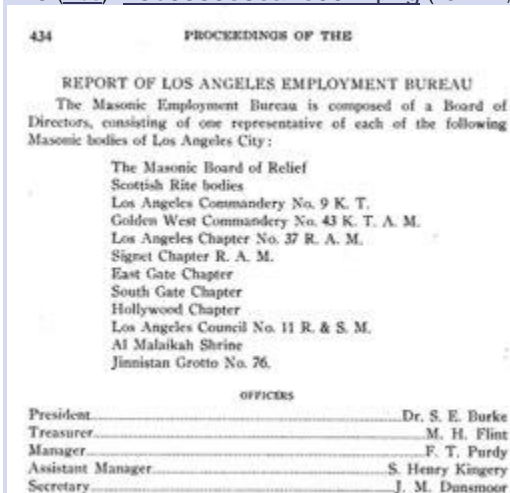 434 PROCEEDINGS OF THE
REPORT OF LOS ANGELES EMPLOYMENT BUREAU
The Masonic Employment Bureau is composed of a Board of
Directors, consisting of one representative of each of the following
Masonic bodies of Los Angeles City:
The Masonic Board of Relief
Scottish Rite bodies
Los Angeles Commandery No. 9 K. T.
Golden West Commandery No. 43 K. T. A. M.
Los Angeles Chapter No. 37 R. A. M.
Signet Chapter R. A. M.
East Gate Chapter
South Gate Chapter
Hollywood Chapter
Los Angeles Council No. 11 R. & S. M.
Al Malaikah Shrine
Jinnistan Grotto No. 76.
OFFICERS
President Dr. S. E. Burke
Treasurer M. H. Flint
Manager F. T. Purdy
Assistant Manager S. Henry Kingery
Secretary J. M. Dunsmoor